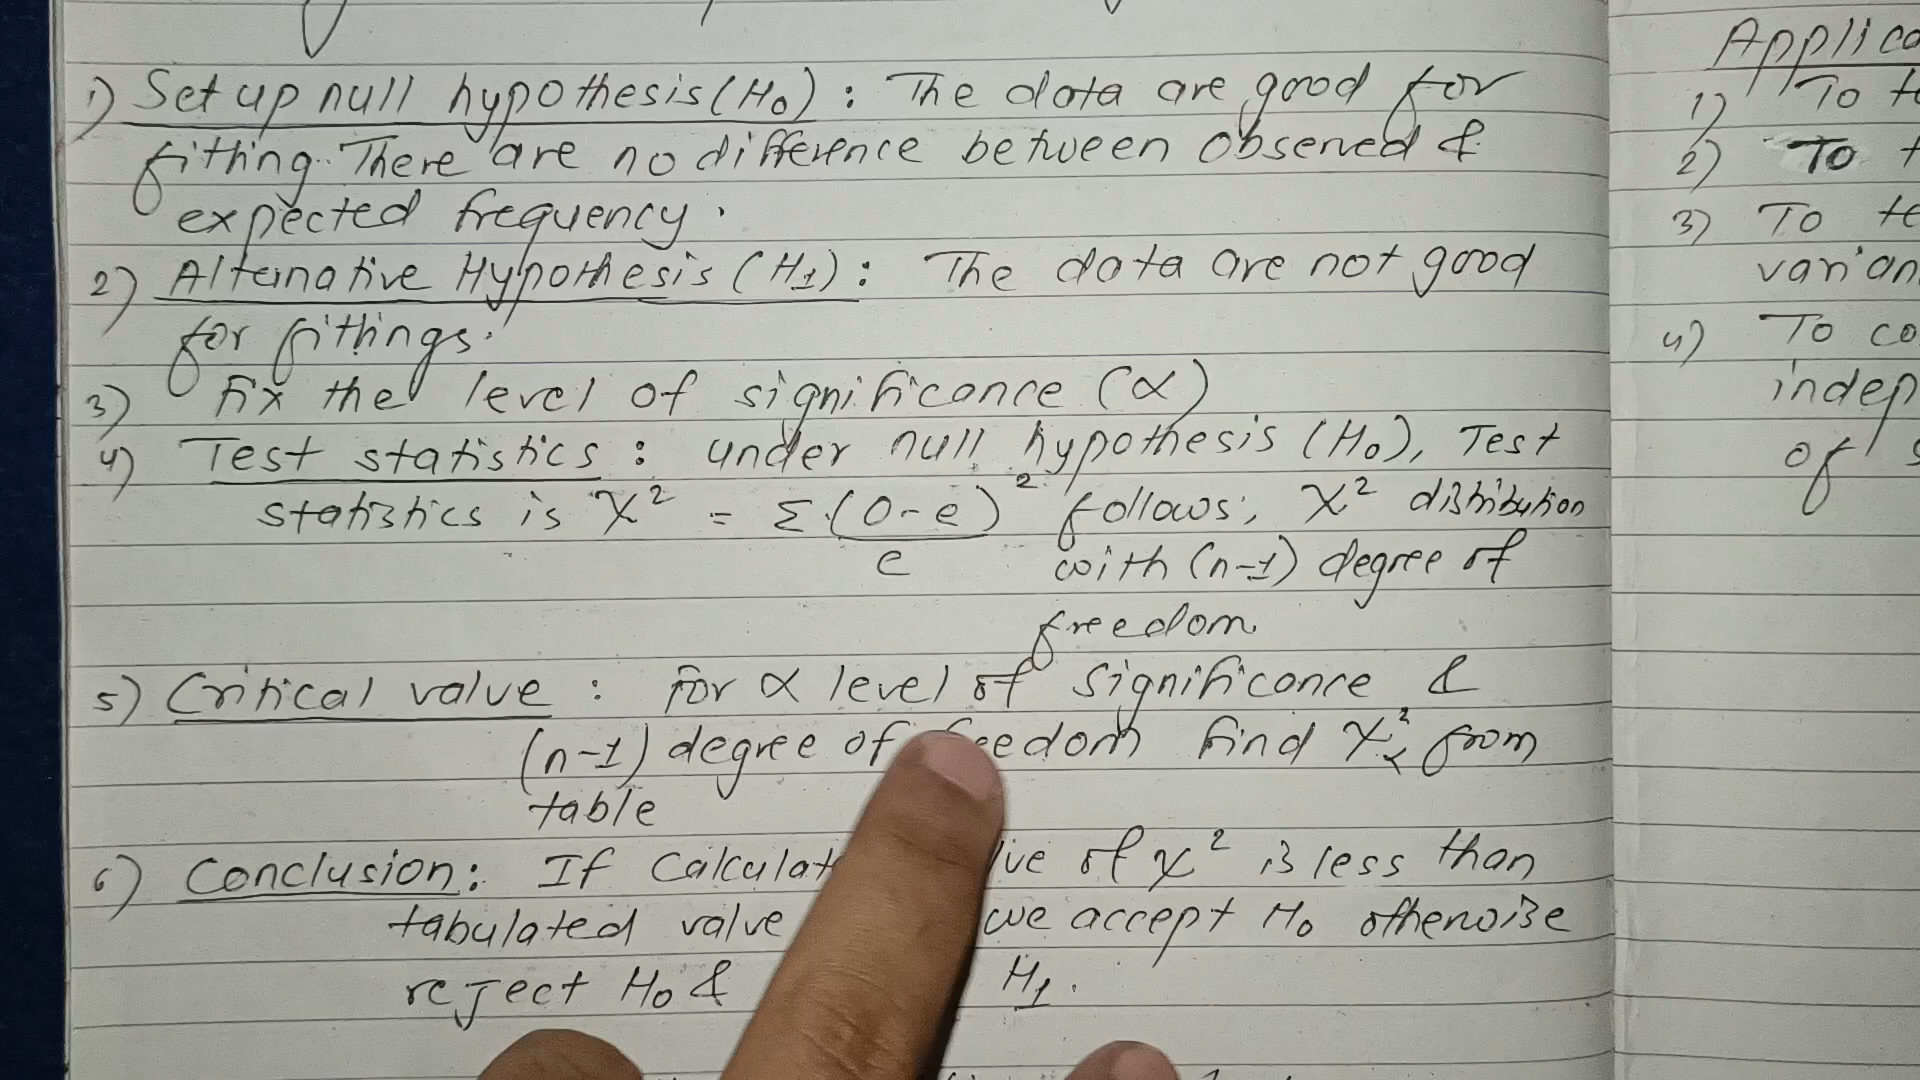 1) Set up null hypothesis (H₀) : The data are good for
fitting. There are no difference between observed &
expected frequency.
2) Alternative Hypothesis (H₁) : The data are not good
for fittings.
3) Fix the level of significance (α)
4) Test statistics : under null hypothesis (H₀), Test
statistics is χ² = Σ (O-e)² / e follows, χ² distribution
with (n-1) degree of
freedom.
5) Critical value : For α level of significance &
(n-1) degree of find χ²α from
table
6) Conclusion: If of χ² is less than
tabulated value we accept H₀ otherwise
reject H₀ & H₁.
Applica
1) To te
2) To t
3) To te
varian
4) To co
indep
of s